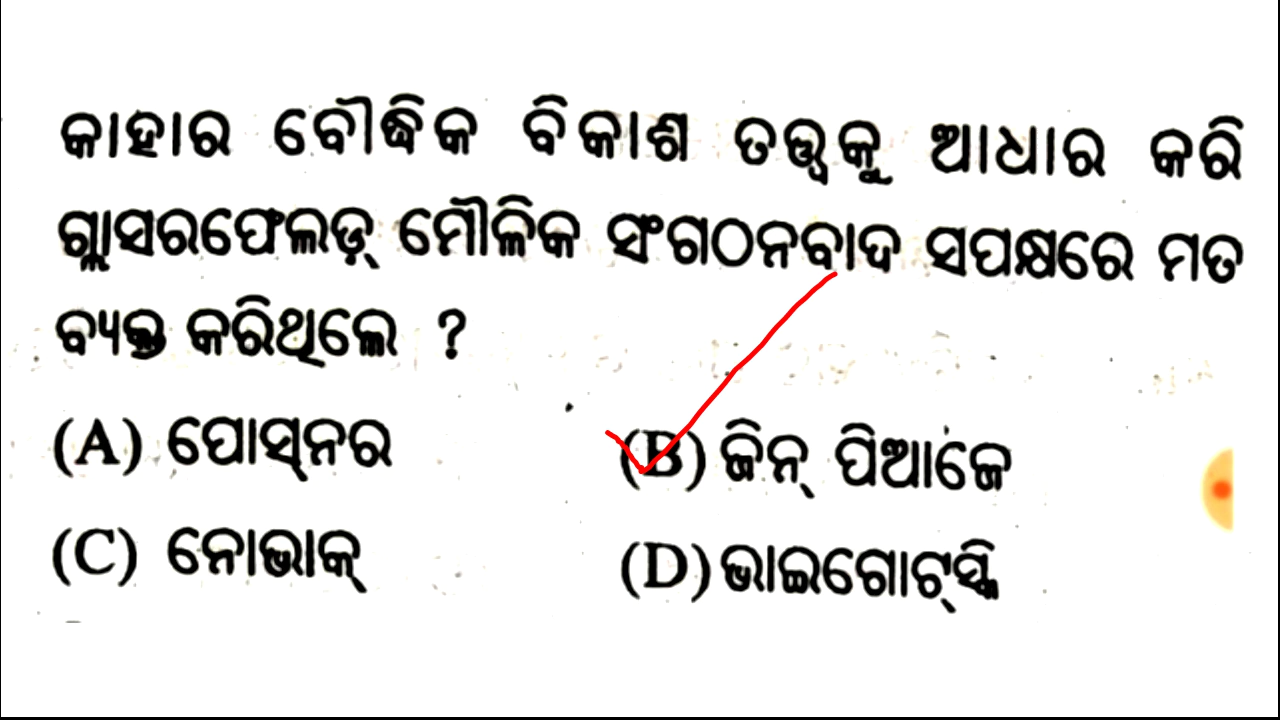 କାହାର ବୌଦ୍ଧିକ ବିକାଶ ତତ୍ତ୍ୱକୁ ଆଧାର କରି
ଗ୍ଲାସରଫେଲଡ଼୍ ମୌଳିକ ସଂଗଠନବାଦ ସପକ୍ଷରେ ମତ
ବ୍ୟକ୍ତ କରିଥିଲେ ?
(A) ପୋସ୍‌ନର (B) ଜିନ୍ ପିଆଜେ
(C) ନୋଭାକ୍ (D) ଭାଇଗୋଟ୍‌ସ୍କି